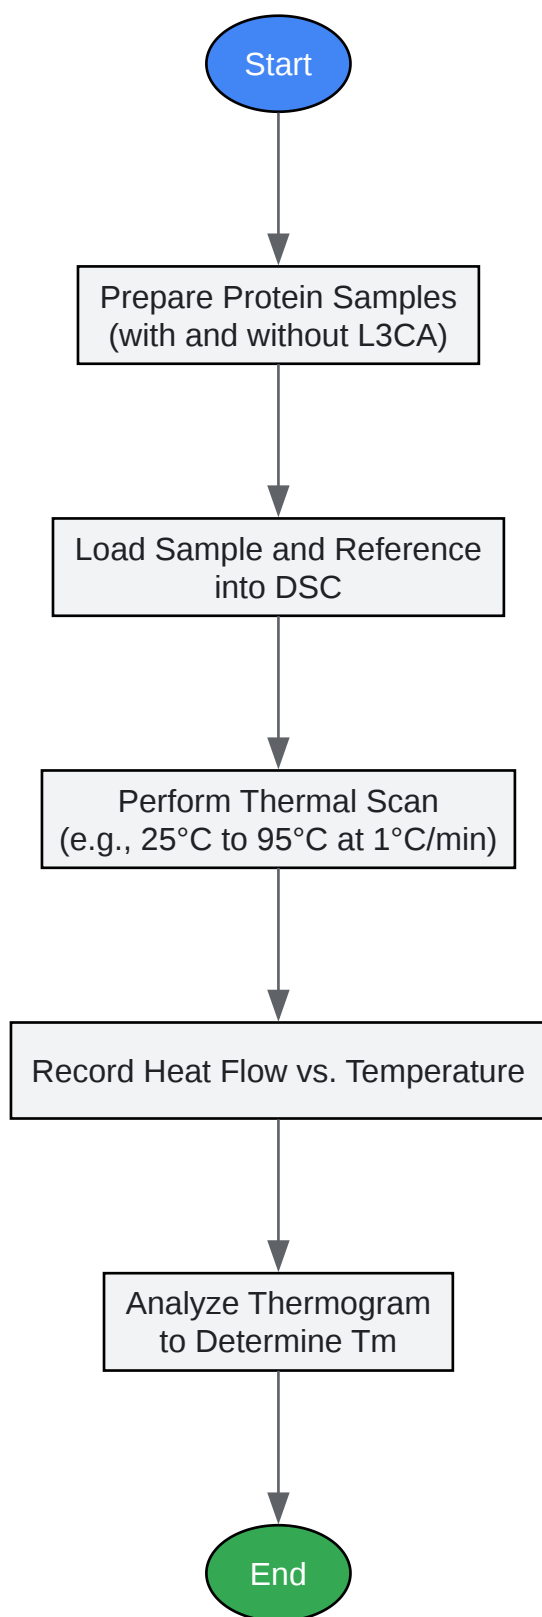 Start
Prepare Protein Samples
(with and without L3CA)
Load Sample and Reference
into DSC
Perform Thermal Scan
(e.g., 25°C to 95°C at 1°C/min)
Record Heat Flow vs. Temperature
Analyze Thermogram
to Determine Tm
End